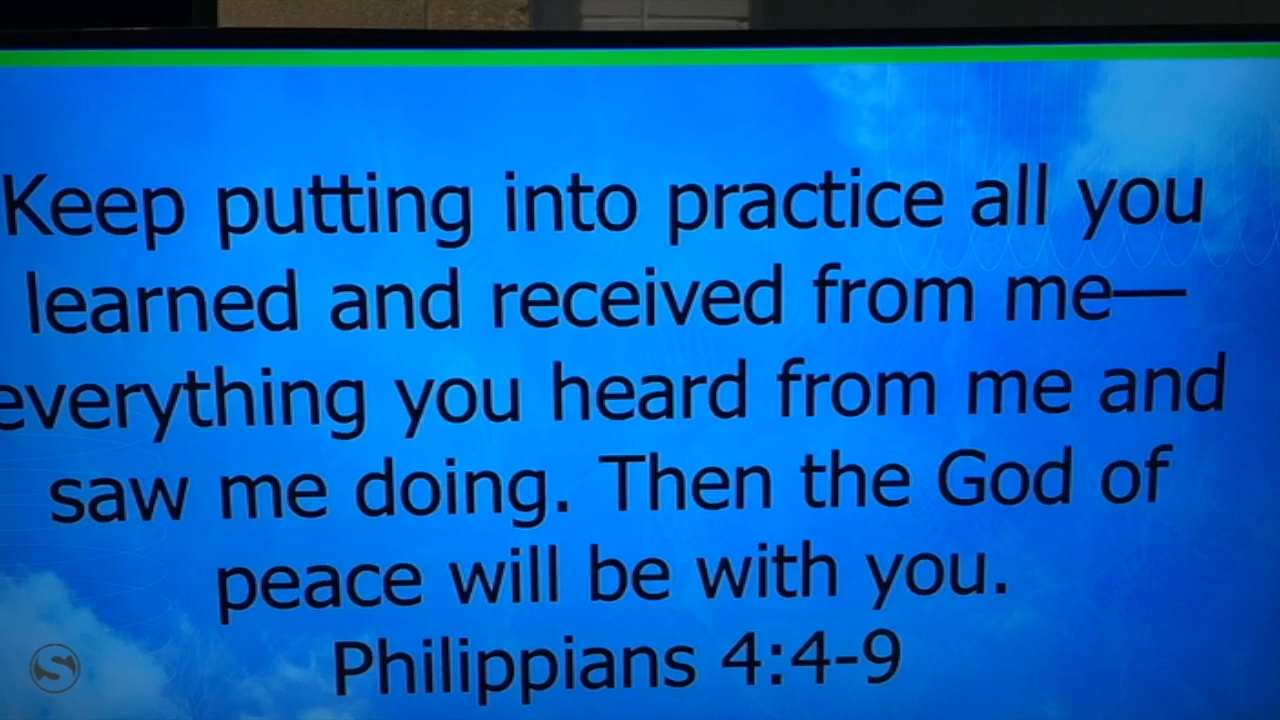 Keep putting into practice all you
learned and received from me—
everything you heard from me and
saw me doing. Then the God of
peace will be with you.
Philippians 4:4-9
S